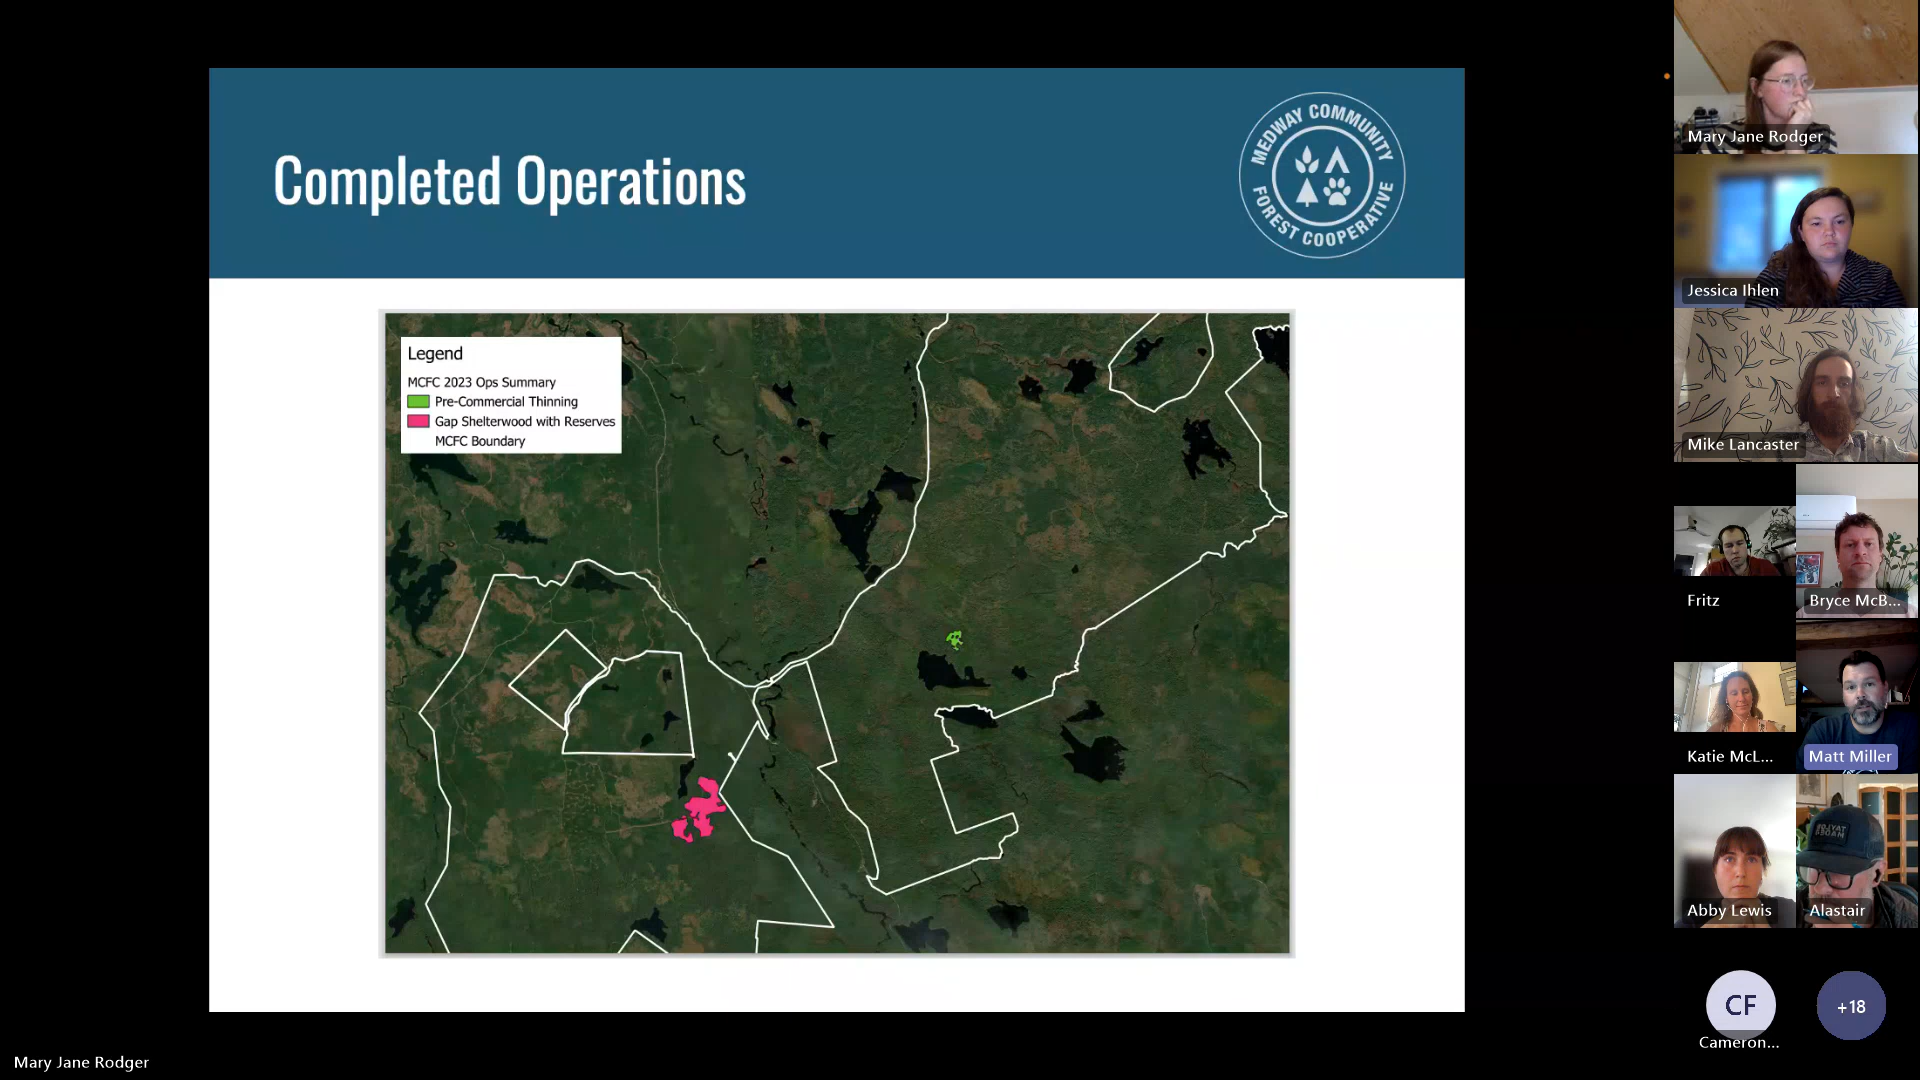 Completed Operations
MEDWAY COMMUNITY
FOREST COOPERATIVE
Legend
MCFC 2023 Ops Summary
Pre-Commercial Thinning
Gap Shelterwood with Reserves
MCFC Boundary
Mary Jane Rodger
Jessica Ihlen
Mike Lancaster
Fritz
Bryce McB...
Katie McL...
Matt Miller
Abby Lewis
Alastair
CF
+18
Cameron...
Mary Jane Rodger